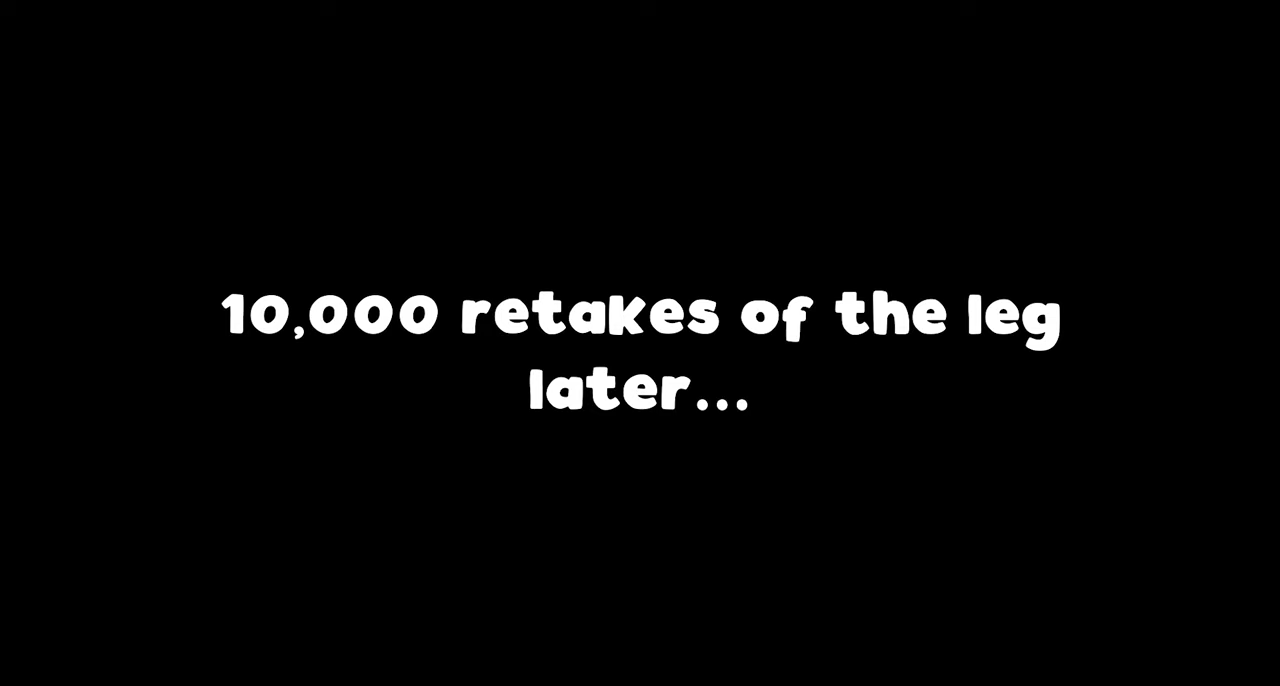 10,000 retakes of the leg
later...